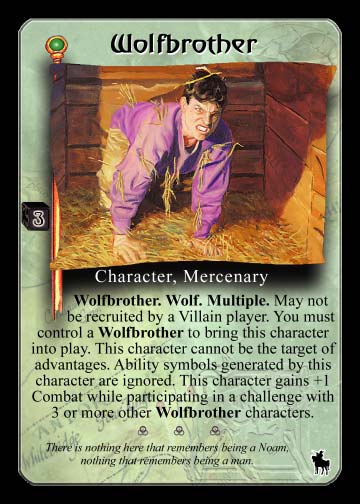 Wolfbrother
3
Character, Mercenary
Wolfbrother. Wolf. Multiple. May not
be recruited by a Villain player. You must
control a Wolfbrother to bring this character
into play. This character cannot be the target of
advantages. Ability symbols generated by this
character are ignored. This character gains +1
Combat while participating in a challenge with
3 or more other Wolfbrother characters.
There is nothing here that remembers being a Noam,
nothing that remembers being a man.